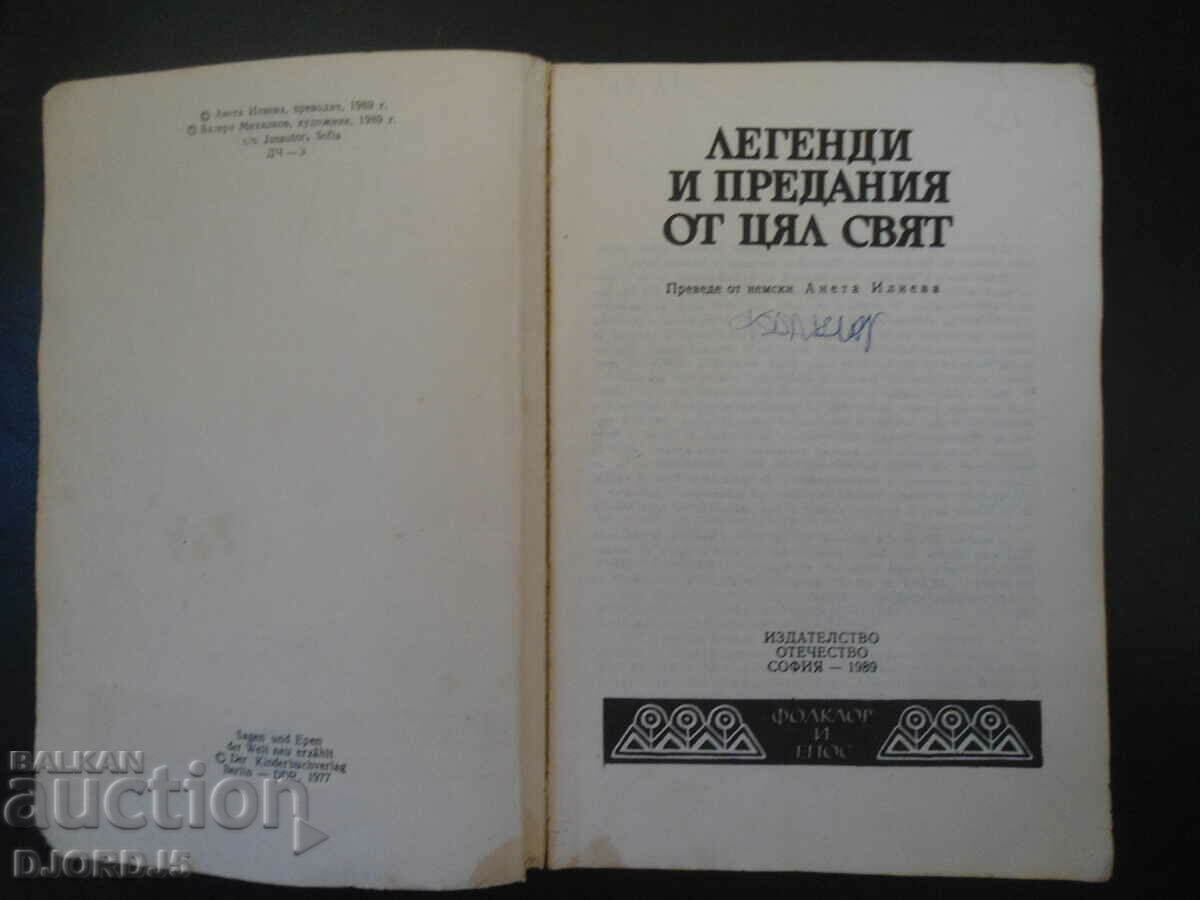 © Анета Илиева, преводач, 1989 г.
© Валери Михалков, художник, 1989 г.
c/o Jusautor, Sofia
ДЧ — 3
Sagen und Epen
der Welt neu erzählt
© Der Kinderbuchverlag
Berlin — DDR, 1977
ЛЕГЕНДИ
И ПРЕДАНИЯ
ОТ ЦЯЛ СВЯТ
Преведе от немски Анета Илиева
ИЗДАТЕЛСТВО
ОТЕЧЕСТВО
СОФИЯ — 1989
ФОЛКЛОР
И
ЕПОС
BALKAN
auction
DJORDJ5